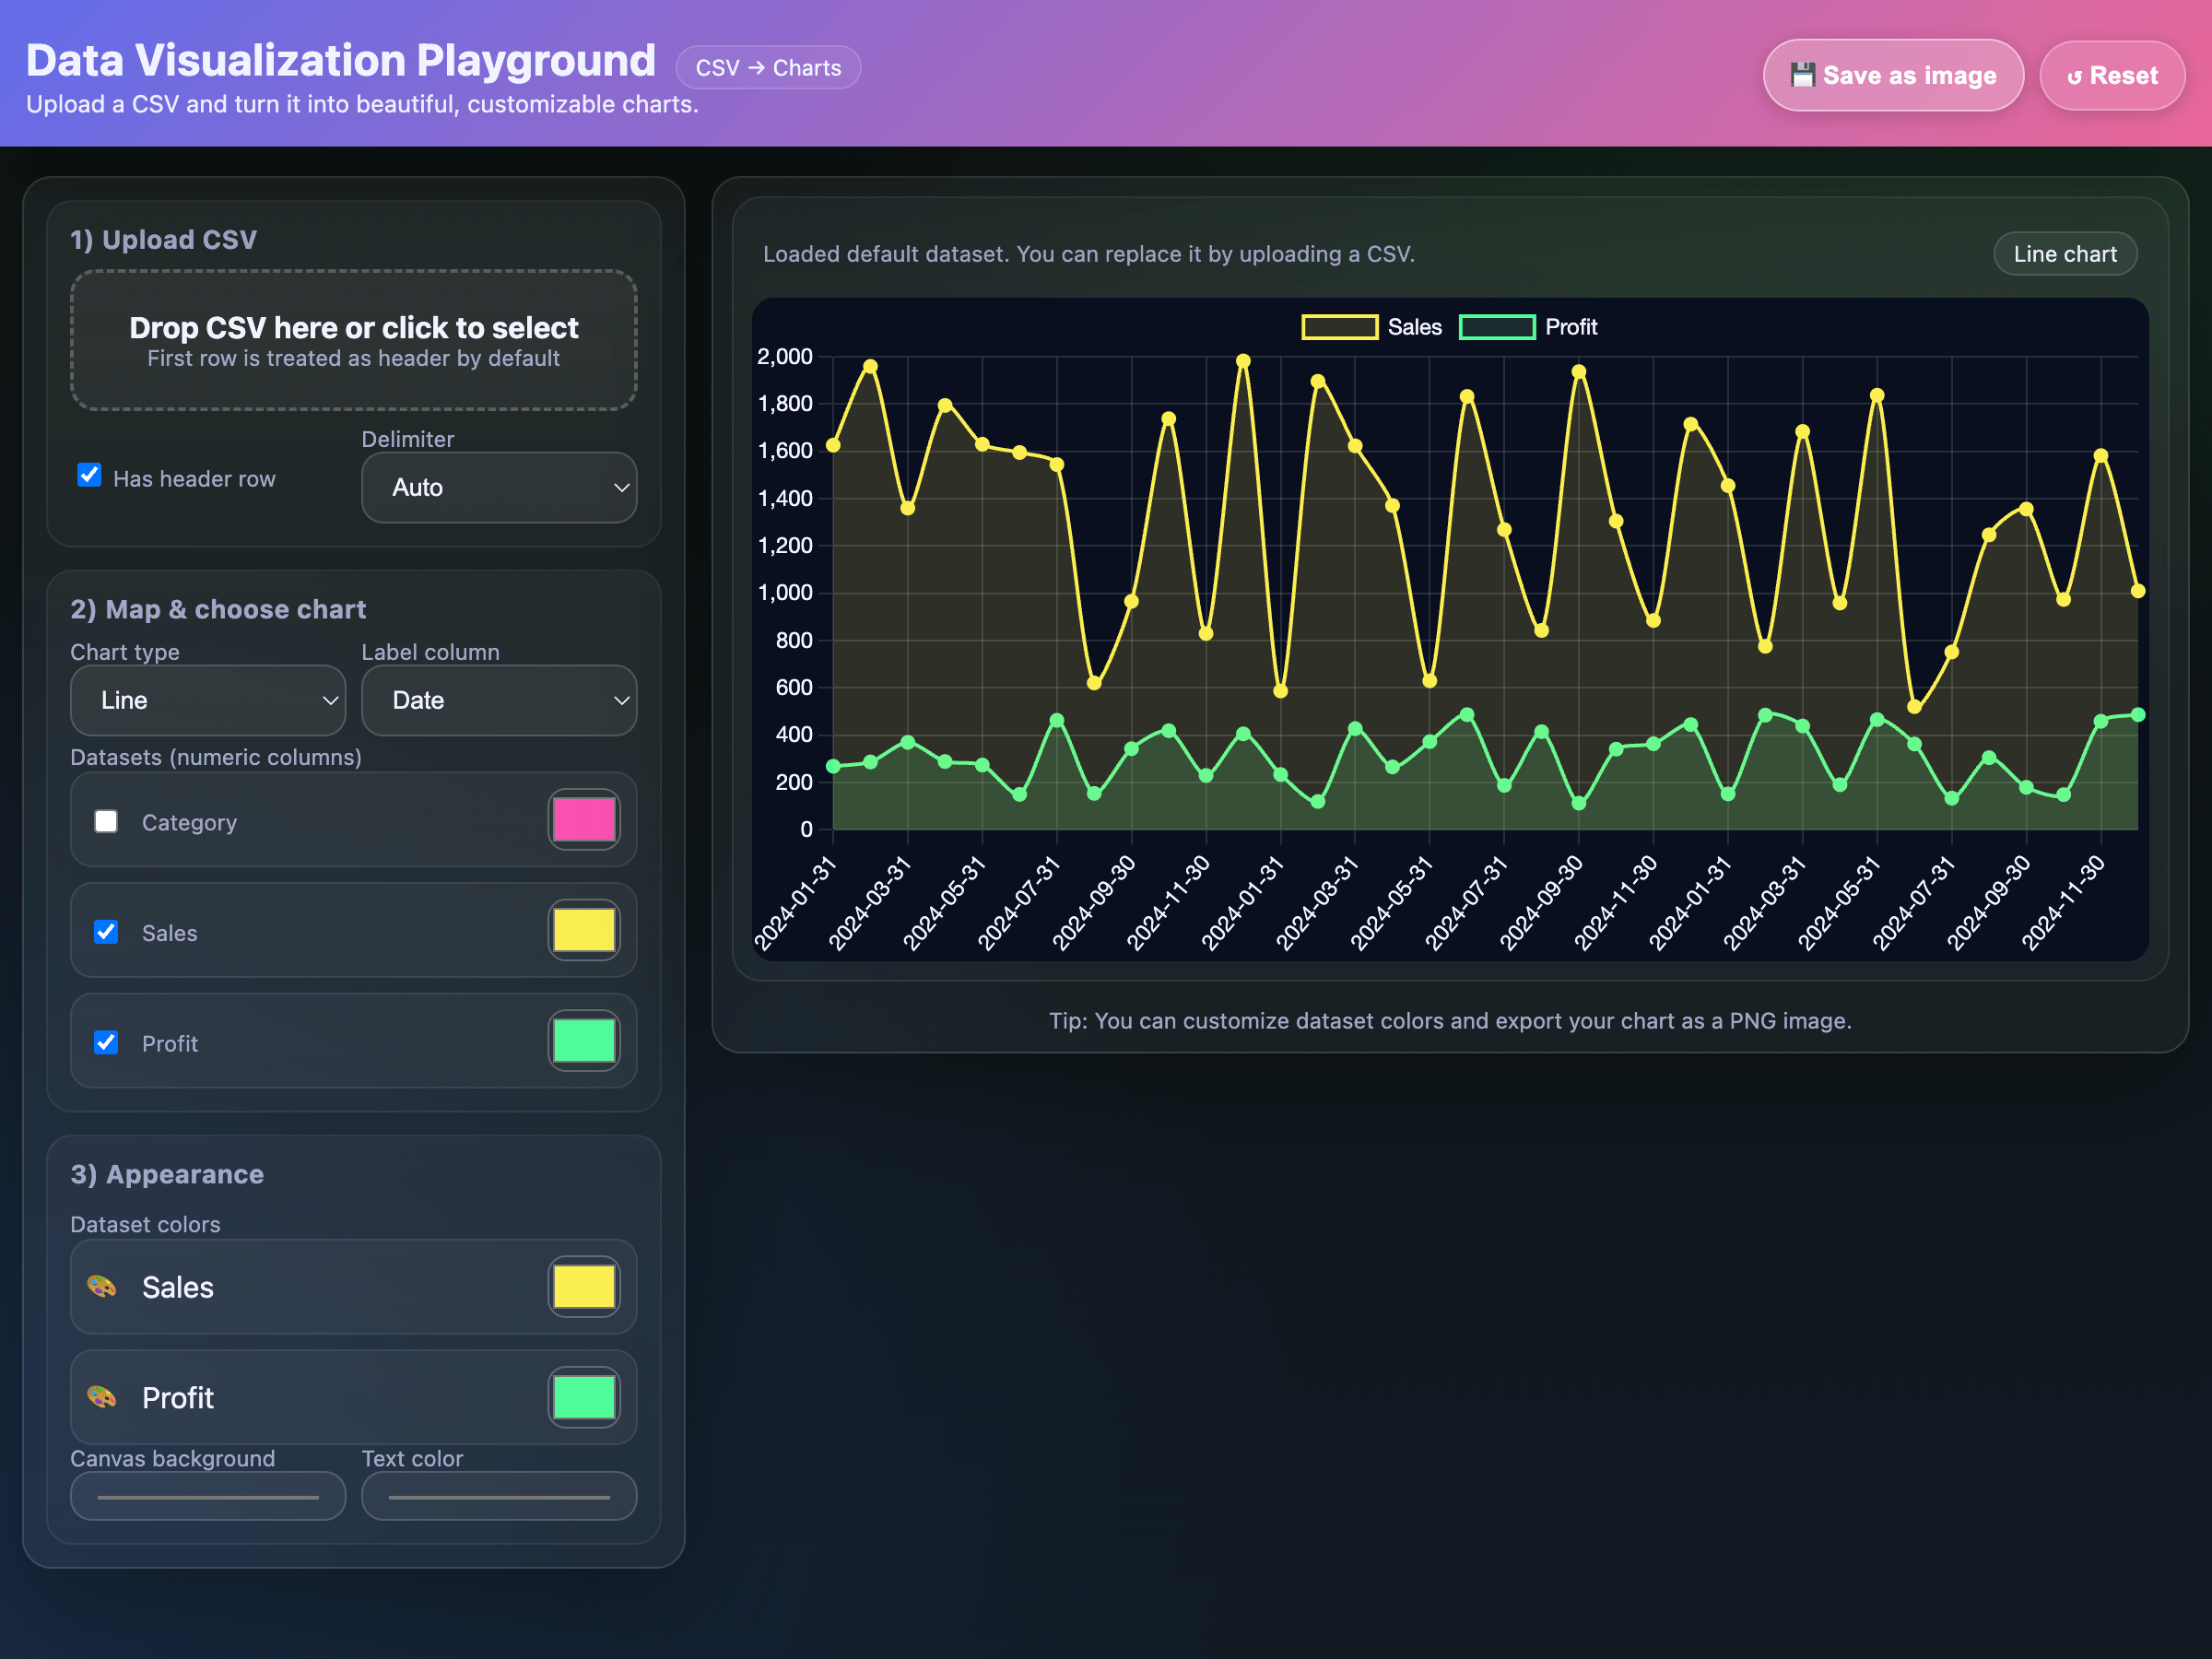 Data Visualization Playground
CSV → Charts
Upload a CSV and turn it into beautiful, customizable charts.
💾 Save as image
↺ Reset
1) Upload CSV
Drop CSV here or click to select
First row is treated as header by default
Has header row
Delimiter
Auto
2) Map & choose chart
Chart type
Label column
Line
Date
Datasets (numeric columns)
Category
Sales
Profit
3) Appearance
Dataset colors
🎨 Sales
🎨 Profit
Canvas background
Text color
Loaded default dataset. You can replace it by uploading a CSV.
Line chart
Sales
Profit
2,000
1,800
1,600
1,400
1,200
1,000
800
600
400
200
0
2024-01-31
2024-03-31
2024-05-31
2024-07-31
2024-09-30
2024-11-30
2024-01-31
2024-03-31
2024-05-31
2024-07-31
2024-09-30
2024-11-30
2024-01-31
2024-03-31
2024-05-31
2024-07-31
2024-09-30
2024-11-30
Tip: You can customize dataset colors and export your chart as a PNG image.